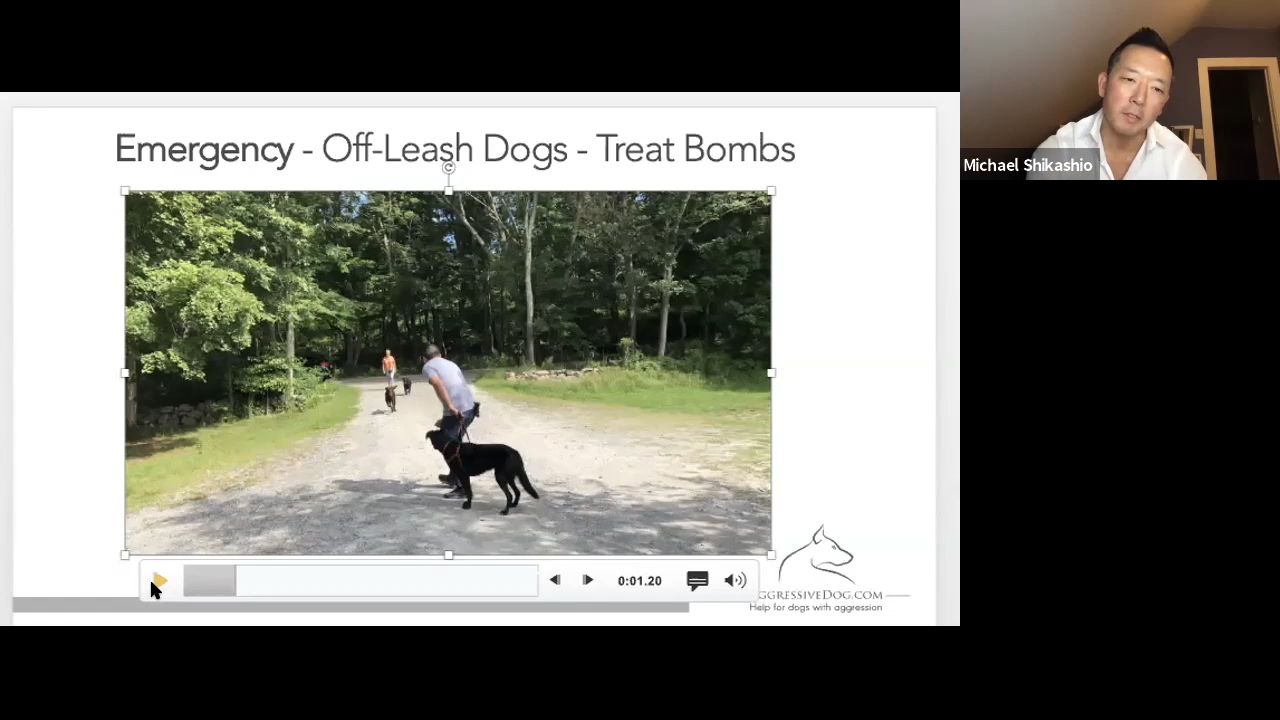 Emergency - Off-Leash Dogs - Treat Bombs
Michael Shikashio
0:01.20
GGRESSIVEDOG.COM
Help for dogs with aggression